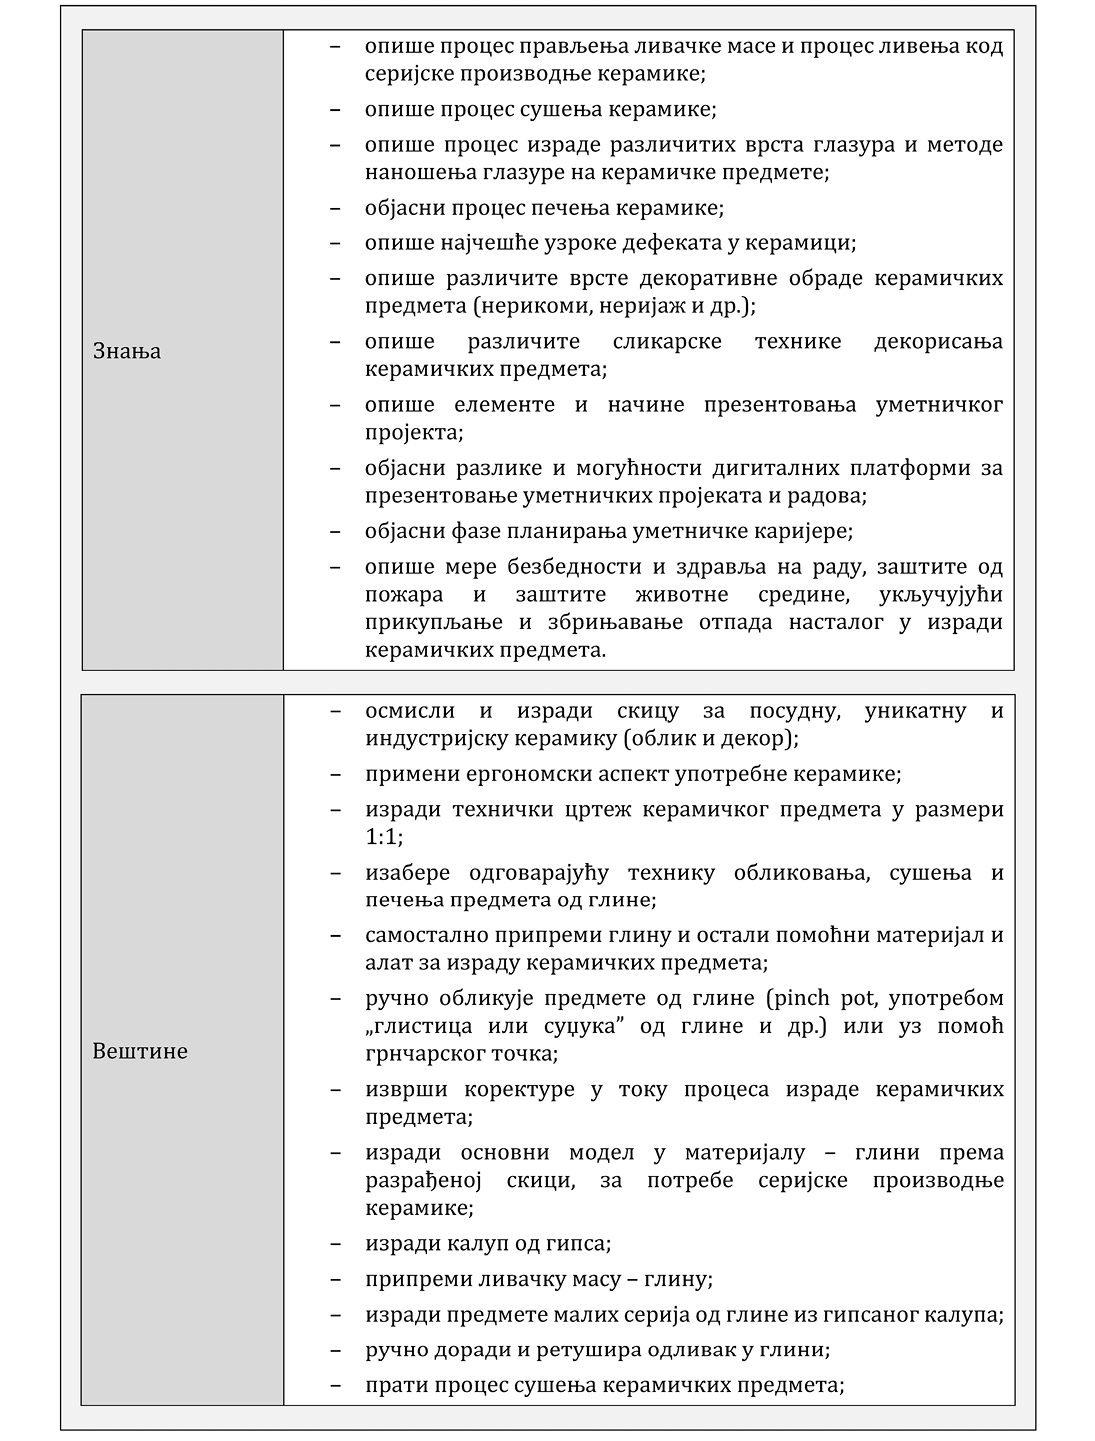 Знања
– опише процес прављења ливачке масе и процес ливења код
серијске производње керамике;
– опише процес сушења керамике;
– опише процес израде различитих врста глазура и методе
наношења глазуре на керамичке предмете;
– објасни процес печења керамике;
– опише најчешће узроке дефеката у керамици;
– опише различите врсте декоративне обраде керамичких
предмета (нерикоми, неријаж и др.);
– опише различите сликарске технике декорисања
керамичких предмета;
– опише елементе и начине презентовања уметничког
пројекта;
– објасни разлике и могућности дигиталних платформи за
презентовање уметничких пројеката и радова;
– објасни фазе планирања уметничке каријере;
– опише мере безбедности и здравља на раду, заштите од
пожара и заштите животне средине, укључујући
прикупљање и збрињавање отпада насталог у изради
керамичких предмета.
Вештине
– осмисли и изради скицу за посудну, уникатну и
индустријску керамику (облик и декор);
– примени ергономски аспект употребне керамике;
– изради технички цртеж керамичког предмета у размери
1:1;
– изабере одговарајућу технику обликовања, сушења и
печења предмета од глине;
– самостално припреми глину и остали помоћни материјал и
алат за израду керамичких предмета;
– ручно обликује предмете од глине (pinch pot, употребом
„глистица или суџука” од глине и др.) или уз помоћ
грнчарског точка;
– изврши коректуре у току процеса израде керамичких
предмета;
– изради основни модел у материјалу – глини према
разрађеној скици, за потребе серијске производње
керамике;
– изради калуп од гипса;
– припреми ливачку масу – глину;
– изради предмете малих серија од глине из гипсаног калупа;
– ручно доради и ретушира одливак у глини;
– прати процес сушења керамичких предмета;